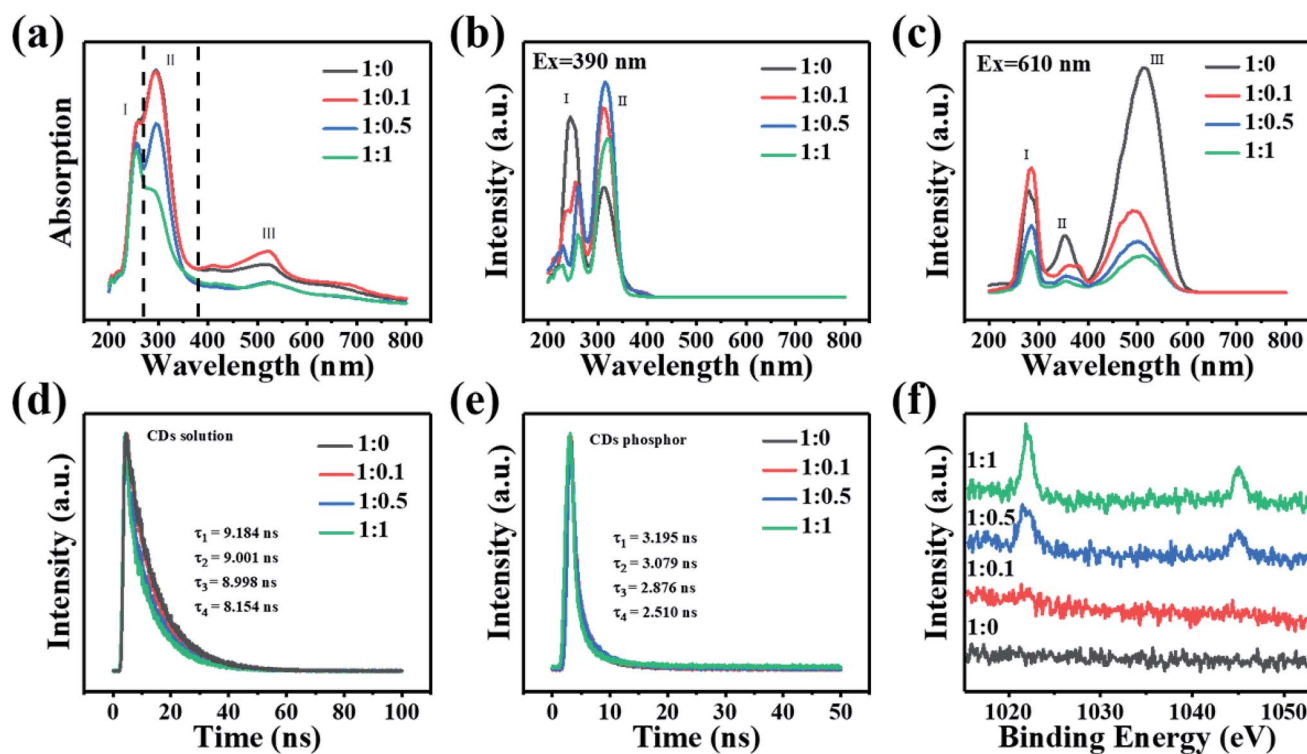 (a)
I
II
III
1:0
1:0.1
1:0.5
1:1
Absorption
200 300 400 500 600 700 800
Wavelength (nm)
(b)
Ex=390 nm
I
II
1:0
1:0.1
1:0.5
1:1
Intensity (a.u.)
200 300 400 500 600 700 800
Wavelength (nm)
(c)
Ex=610 nm
I
II
III
1:0
1:0.1
1:0.5
1:1
Intensity (a.u.)
200 300 400 500 600 700 800
Wavelength (nm)
(d)
CDs solution
1:0
1:0.1
1:0.5
1:1
τ1 = 9.184 ns
τ2 = 9.001 ns
τ3 = 8.998 ns
τ4 = 8.154 ns
Intensity (a.u.)
0 20 40 60 80 100
Time (ns)
(e)
CDs phosphor
1:0
1:0.1
1:0.5
1:1
τ1 = 3.195 ns
τ2 = 3.079 ns
τ3 = 2.876 ns
τ4 = 2.510 ns
Intensity (a.u.)
0 10 20 30 40 50
Time (ns)
(f)
1:1
1:0.5
1:0.1
1:0
Intensity (a.u.)
1020 1030 1040 1050
Binding Energy (eV)